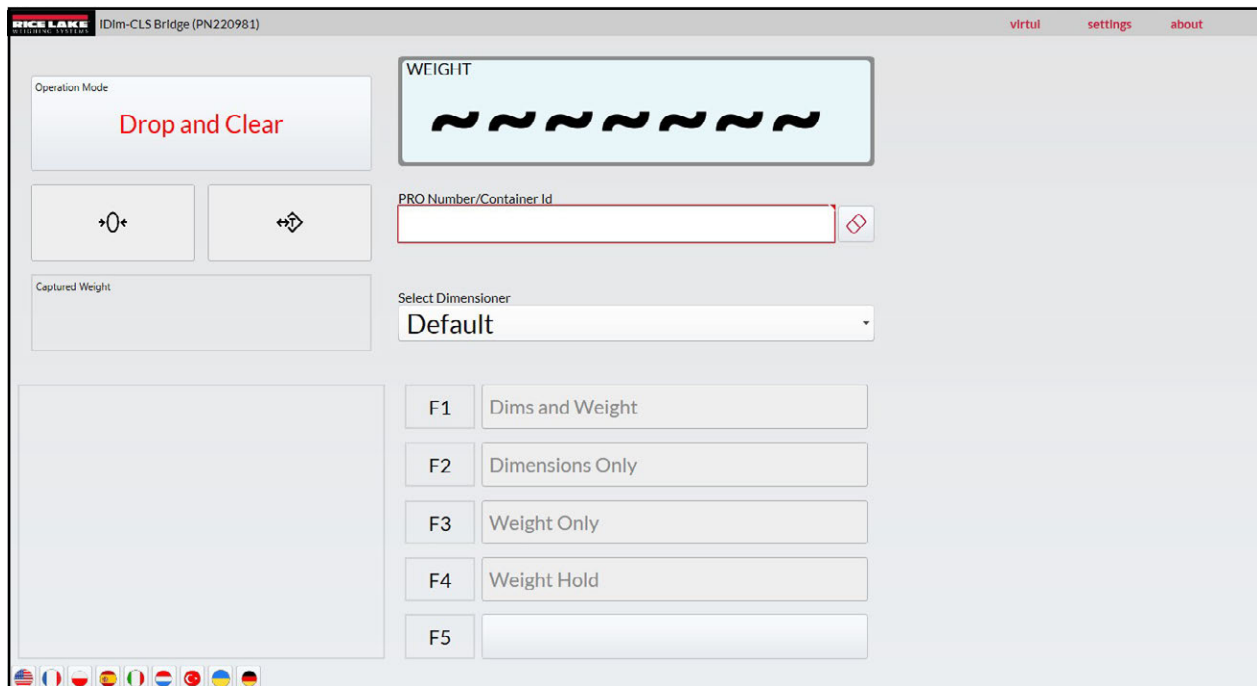 RICE LAKE
WEIGHING SYSTEMS
IDim-CLS Bridge (PN220981)
virtul
settings
about
Operation Mode
Drop and Clear
WEIGHT
~~~~~~~
→0←
↔T
PRO Number/Container Id
Captured Weight
Select Dimensioner
Default
F1 Dims and Weight
F2 Dimensions Only
F3 Weight Only
F4 Weight Hold
F5